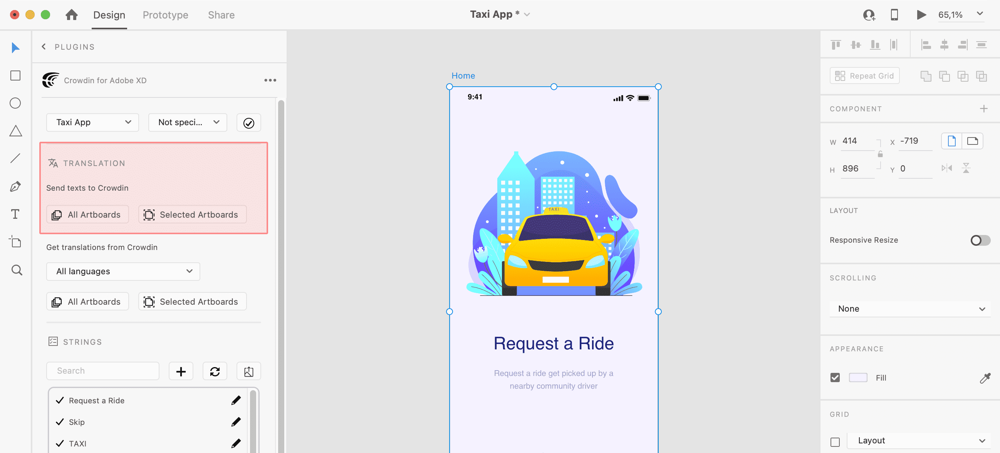 Design
Prototype
Share
Taxi App *
65,1%
PLUGINS
Crowdin for Adobe XD
Taxi App
Not speci...
TRANSLATION
Send texts to Crowdin
All Artboards
Selected Artboards
Get translations from Crowdin
All languages
All Artboards
Selected Artboards
STRINGS
Search
Request a Ride
Skip
TAXI
Home
9:41
TAXI
Request a Ride
Request a ride get picked up by a
nearby community driver
Repeat Grid
COMPONENT
W 414
X -719
H 896
Y 0
LAYOUT
Responsive Resize
SCROLLING
None
APPEARANCE
Fill
GRID
Layout